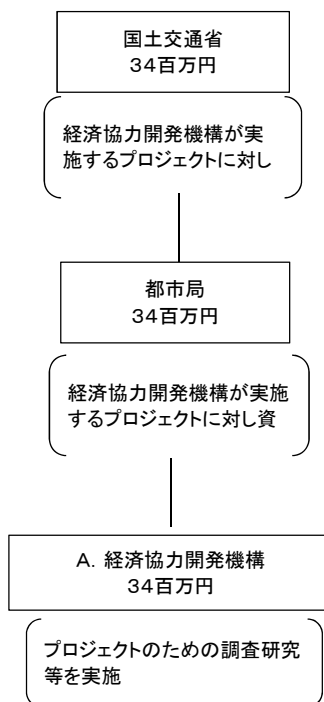 国土交通省
34百万円
経済協力開発機構が実
施するプロジェクトに対し
都市局
34百万円
経済協力開発機構が実施
するプロジェクトに対し資
A. 経済協力開発機構
34百万円
プロジェクトのための調査研究
等を実施